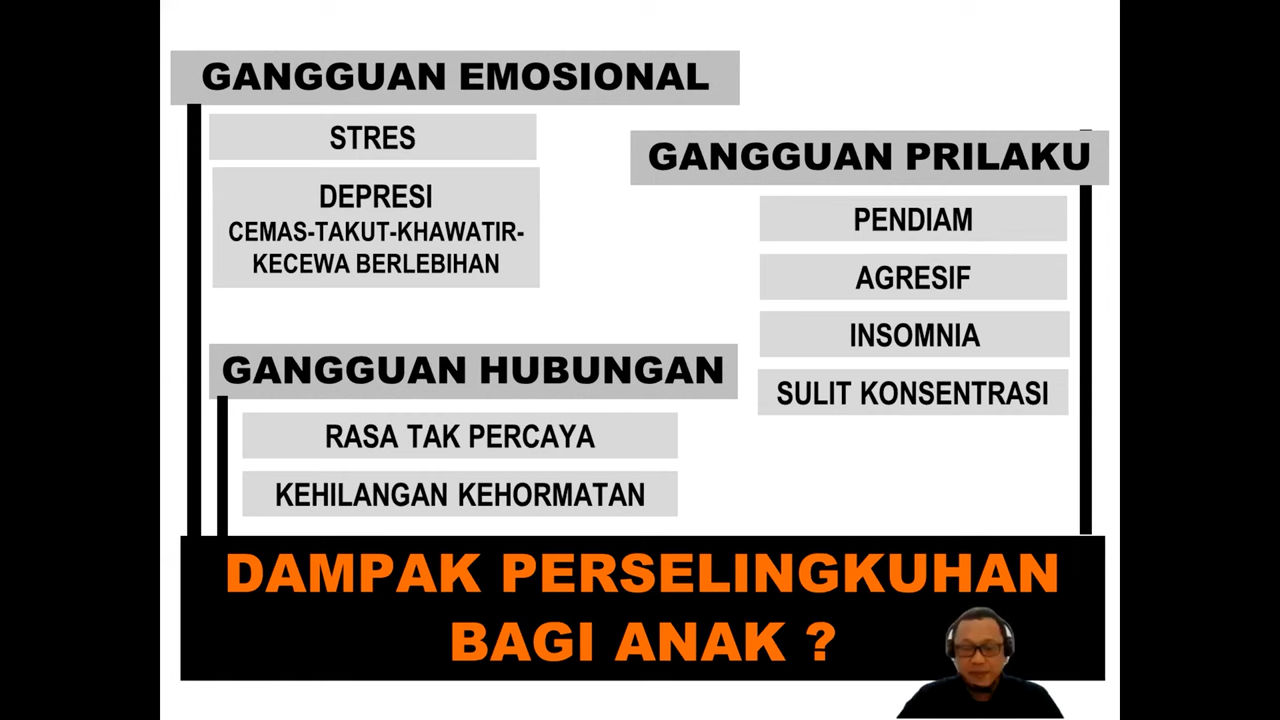 GANGGUAN EMOSIONAL
STRES
DEPRESI
CEMAS-TAKUT-KHAWATIR-
KECEWA BERLEBIHAN
GANGGUAN PRILAKU
PENDIAM
AGRESIF
INSOMNIA
SULIT KONSENTRASI
GANGGUAN HUBUNGAN
RASA TAK PERCAYA
KEHILANGAN KEHORMATAN
DAMPAK PERSELINGKUHAN
BAGI ANAK ?